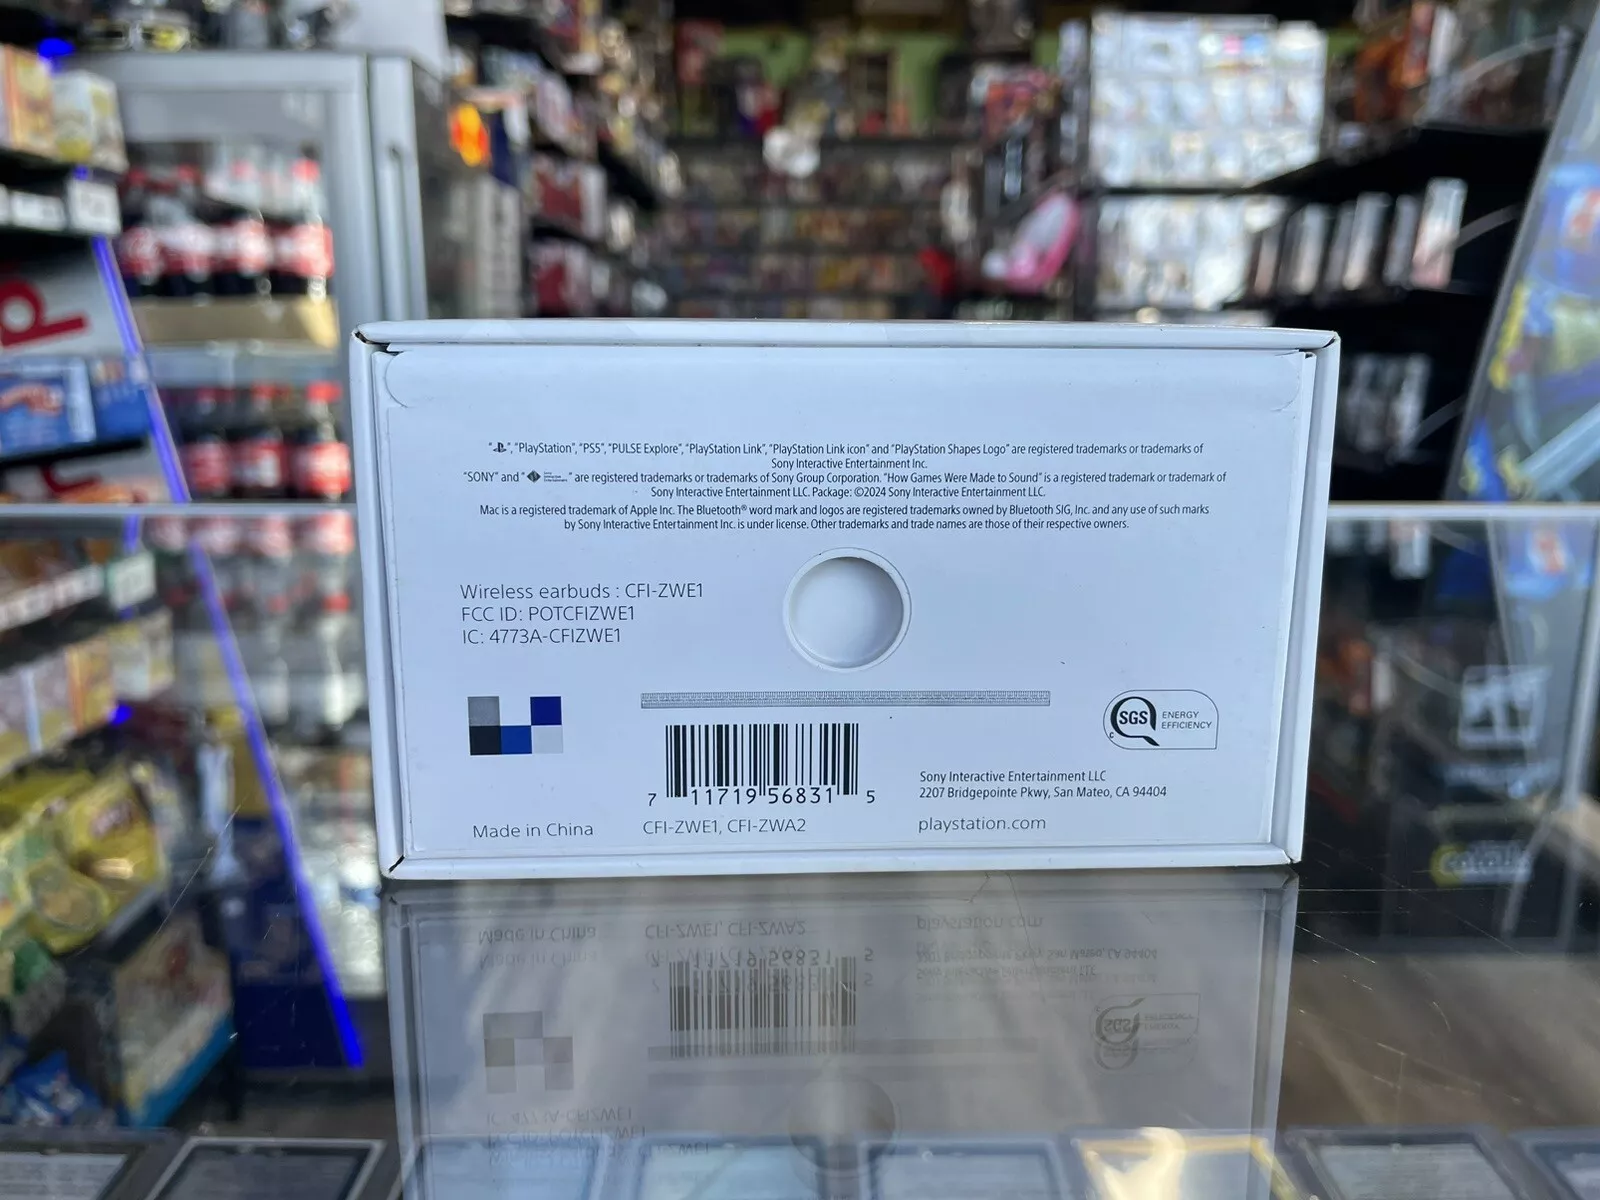 ", "PlayStation", "PS5", "PULSE Explore", "PlayStation Link", "PlayStation Link icon" and "PlayStation Shapes Logo" are registered trademarks or trademarks of
Sony Interactive Entertainment Inc.
"SONY" and " " are registered trademarks or trademarks of Sony Group Corporation. "How Games Were Made to Sound" is a registered trademark or trademark of
Sony Interactive Entertainment LLC. Package: ©2024 Sony Interactive Entertainment LLC.
Mac is a registered trademark of Apple Inc. The Bluetooth® word mark and logos are registered trademarks owned by Bluetooth SIG, Inc. and any use of such marks
by Sony Interactive Entertainment Inc. is under license. Other trademarks and trade names are those of their respective owners.
Wireless earbuds : CFI-ZWE1
FCC ID: POTCFIZWE1
IC: 4773A-CFIZWE1
SGS ENERGY
EFFICIENCY
C
7 11719 56831 5
Sony Interactive Entertainment LLC
2207 Bridgepointe Pkwy, San Mateo, CA 94404
Made in China
CFI-ZWE1, CFI-ZWA2
playstation.com